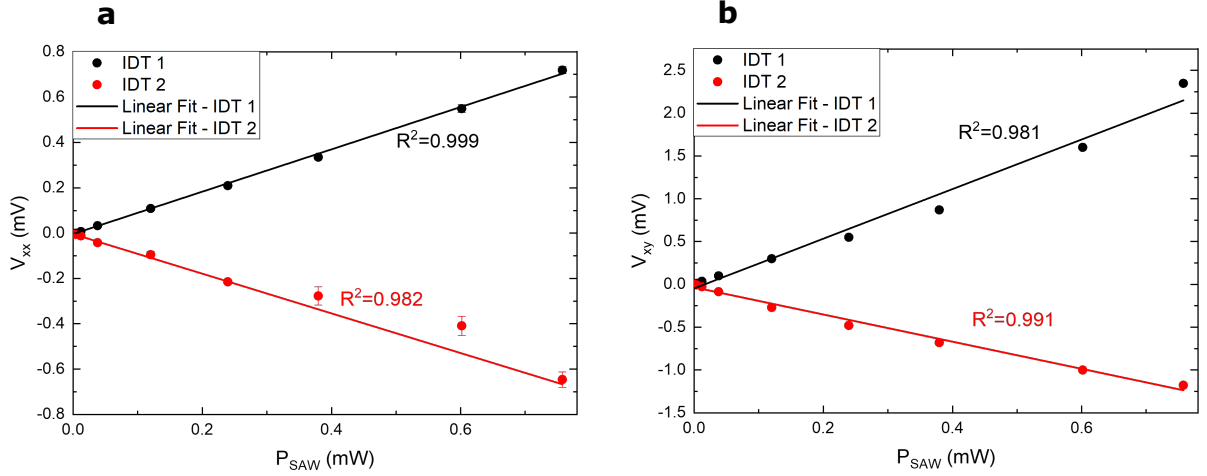 a
IDT 1
IDT 2
Linear Fit - IDT 1
Linear Fit - IDT 2
R²=0.999
R²=0.982
0.8
0.6
0.4
0.2
0.0
-0.2
-0.4
-0.6
-0.8
V_xx (mV)
0.0 0.2 0.4 0.6
P_SAW (mW)
b
IDT 1
IDT 2
Linear Fit - IDT 1
Linear Fit - IDT 2
R²=0.981
R²=0.991
2.5
2.0
1.5
1.0
0.5
0.0
-0.5
-1.0
-1.5
V_xy (mV)
0.0 0.2 0.4 0.6
P_SAW (mW)